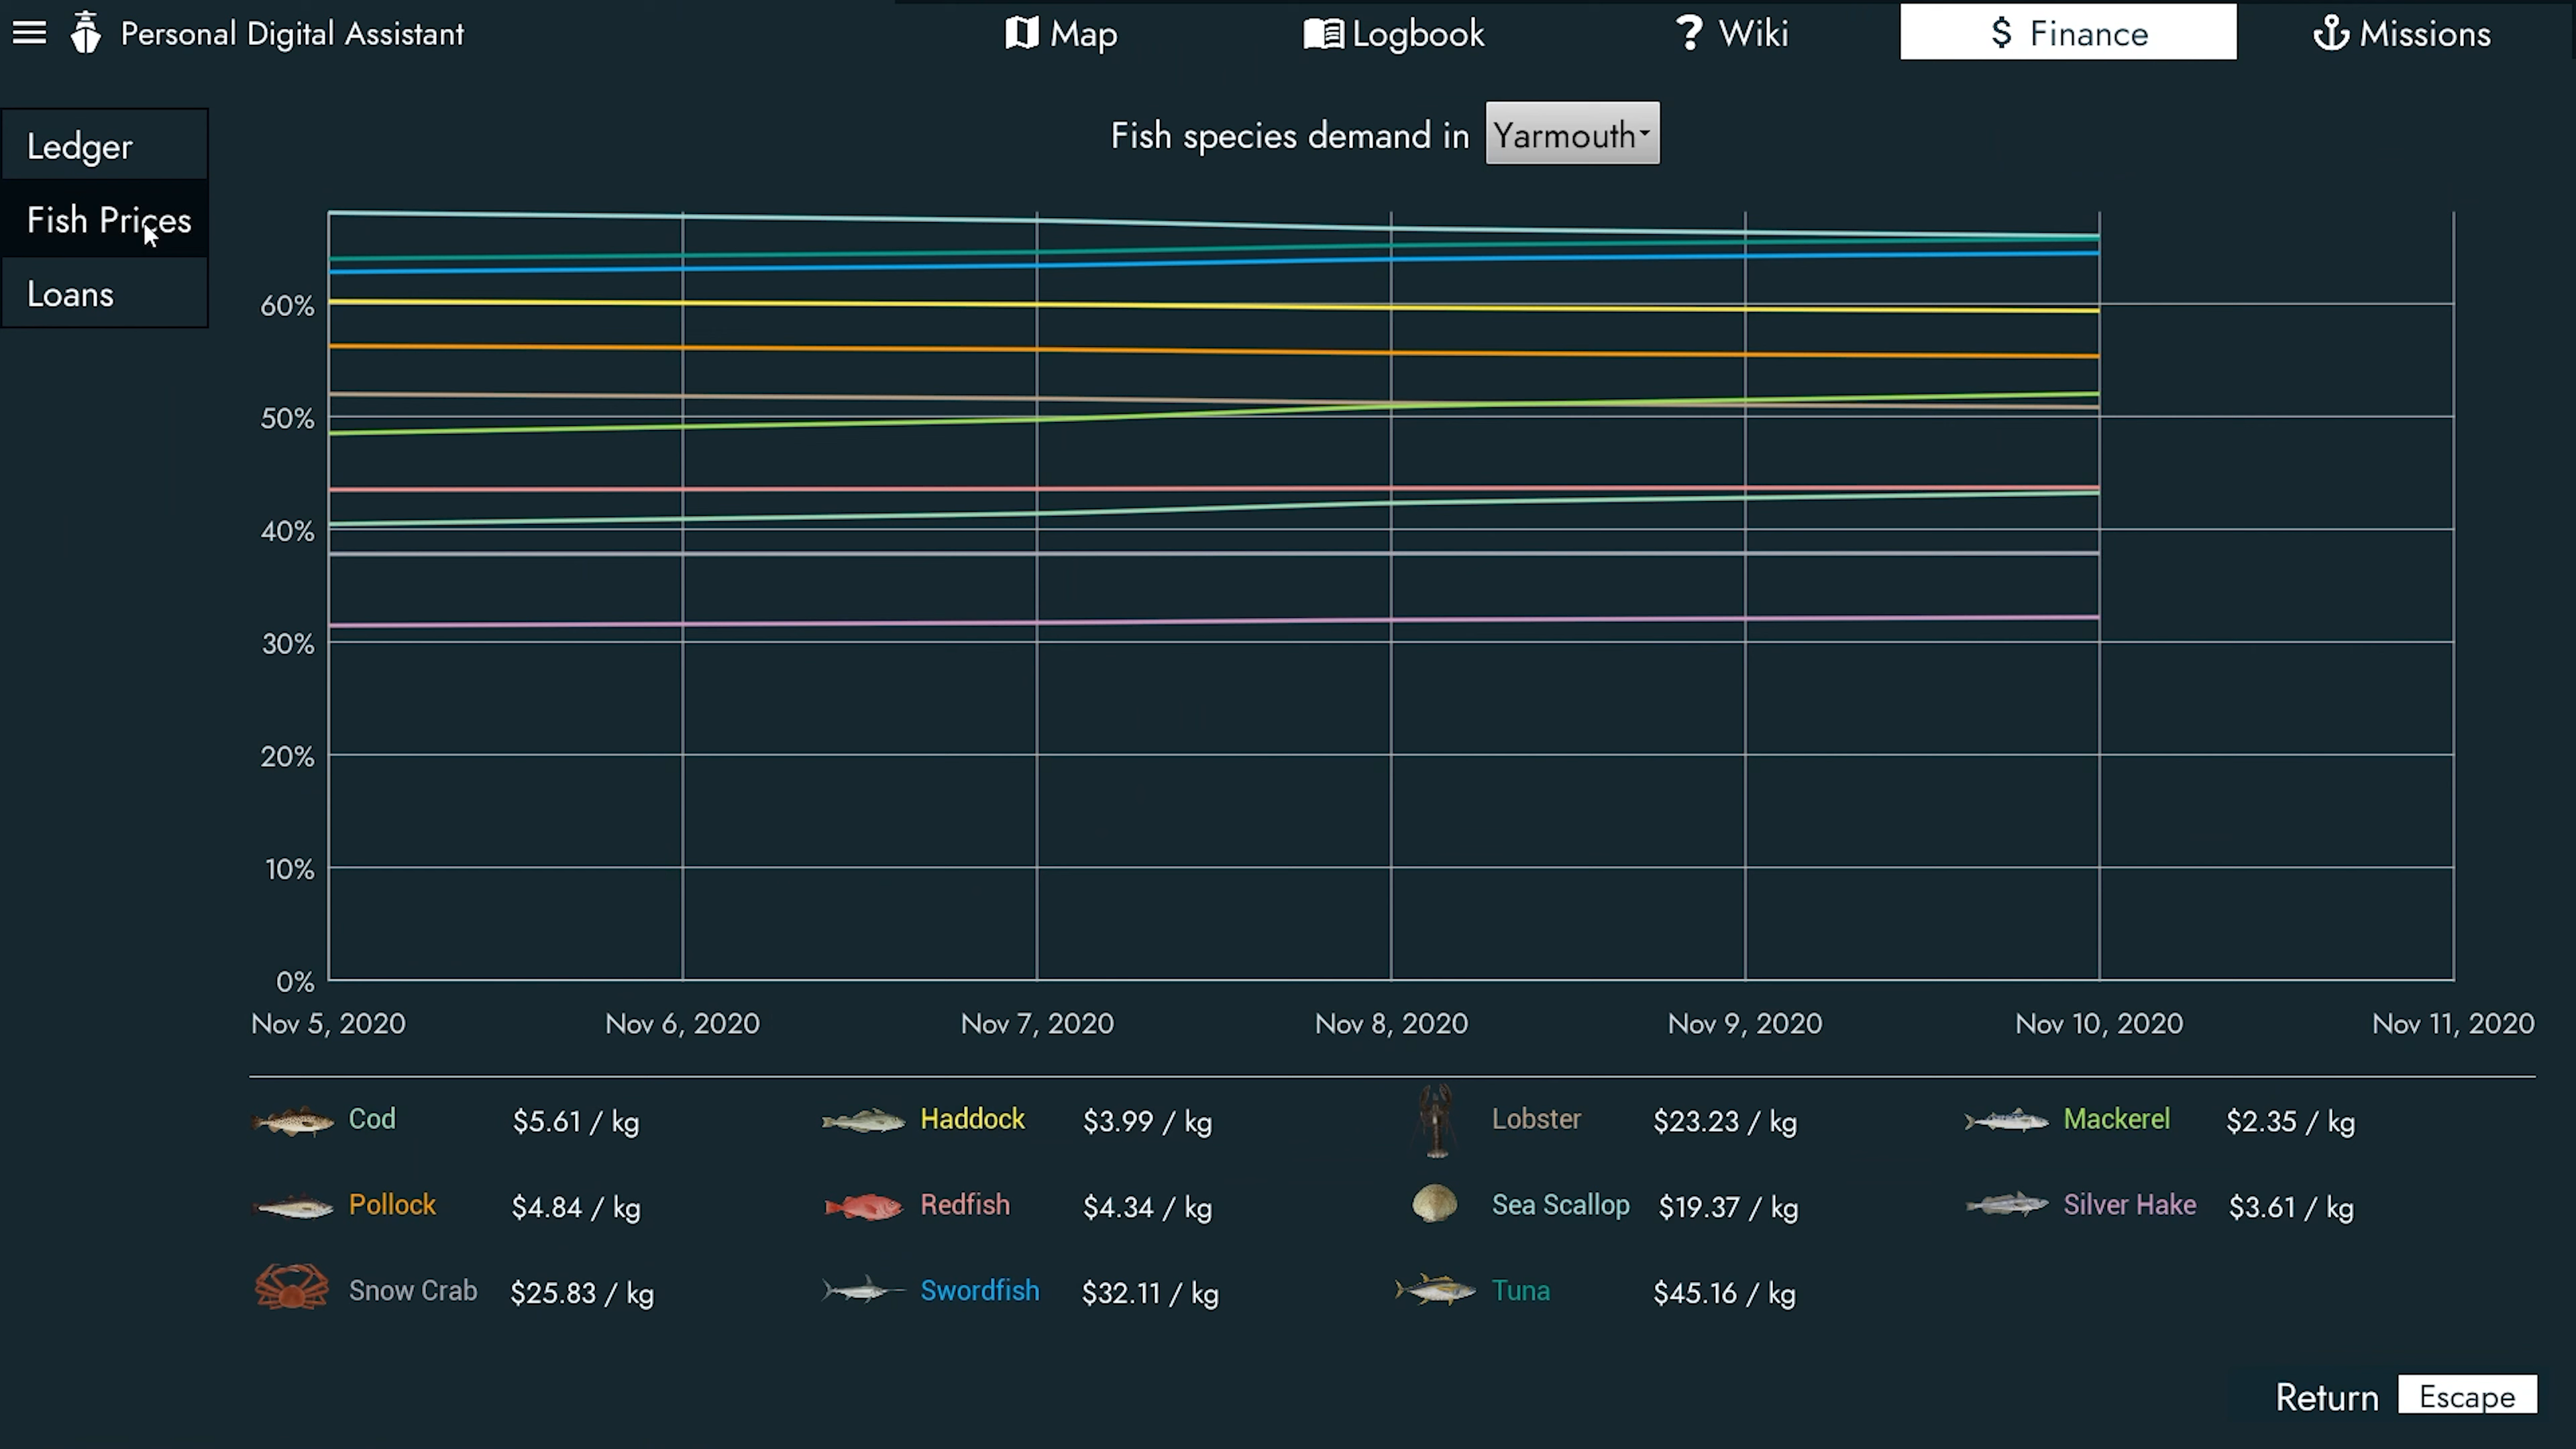 Personal Digital Assistant
Map
Logbook
? Wiki
$ Finance
Missions
Ledger
Fish Prices
Loans
Fish species demand in Yarmouth
60%
50%
40%
30%
20%
10%
0%
Nov 5, 2020
Nov 6, 2020
Nov 7, 2020
Nov 8, 2020
Nov 9, 2020
Nov 10, 2020
Nov 11, 2020
Cod $5.61 / kg
Haddock $3.99 / kg
Lobster $23.23 / kg
Mackerel $2.35 / kg
Pollock $4.84 / kg
Redfish $4.34 / kg
Sea Scallop $19.37 / kg
Silver Hake $3.61 / kg
Snow Crab $25.83 / kg
Swordfish $32.11 / kg
Tuna $45.16 / kg
Return Escape